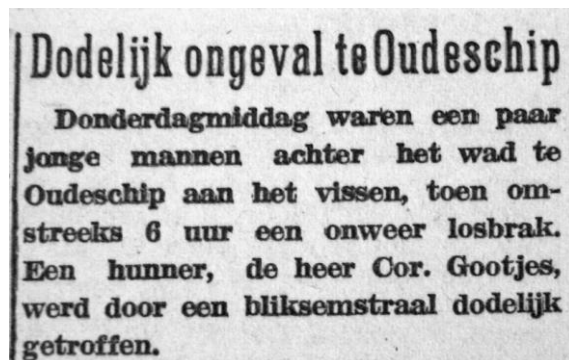 Dodelijk ongeval te Oudeschip
Donderdagmiddag waren een paar
jonge mannen achter het wad te
Oudeschip aan het vissen, toen om-
streeks 6 uur een onweer losbrak.
Een hunner, de heer Cor. Gootjes,
werd door een bliksemstraal dodelijk
getroffen.